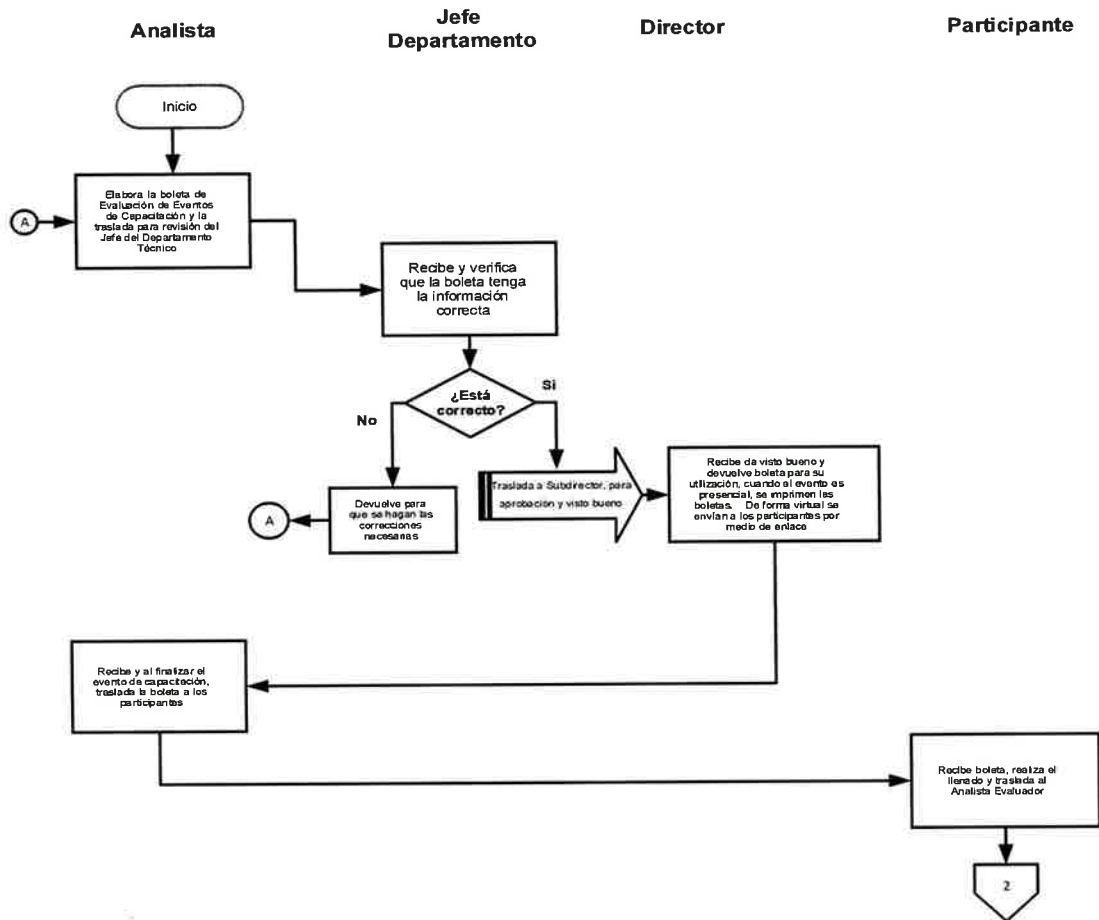 Analista
Jefe
Departamento
Director
Participante
Inicio
A
Elabora la boleta de
Evaluación de Eventos
de Capacitación y la
traslada para revisión del
Jefe del Departamento
Técnico
Recibe y verifica
que la boleta tenga
la información
correcta
¿Está
correcto?
No
Si
A
Devuelve para
que se hagan las
correcciones
necesarias
Traslada a Subdirector, para
aprobación y visto bueno
Recibe da visto bueno y
devuelve boleta para su
utilización, cuando el evento es
presencial, se imprimen las
boletas. De forma virtual se
envían a los participantes por
medio de enlace
Recibe y al finalizar el
evento de capacitación,
traslada la boleta a los
participantes
Recibe boleta, realiza el
llenado y traslada al
Analista Evaluador
2